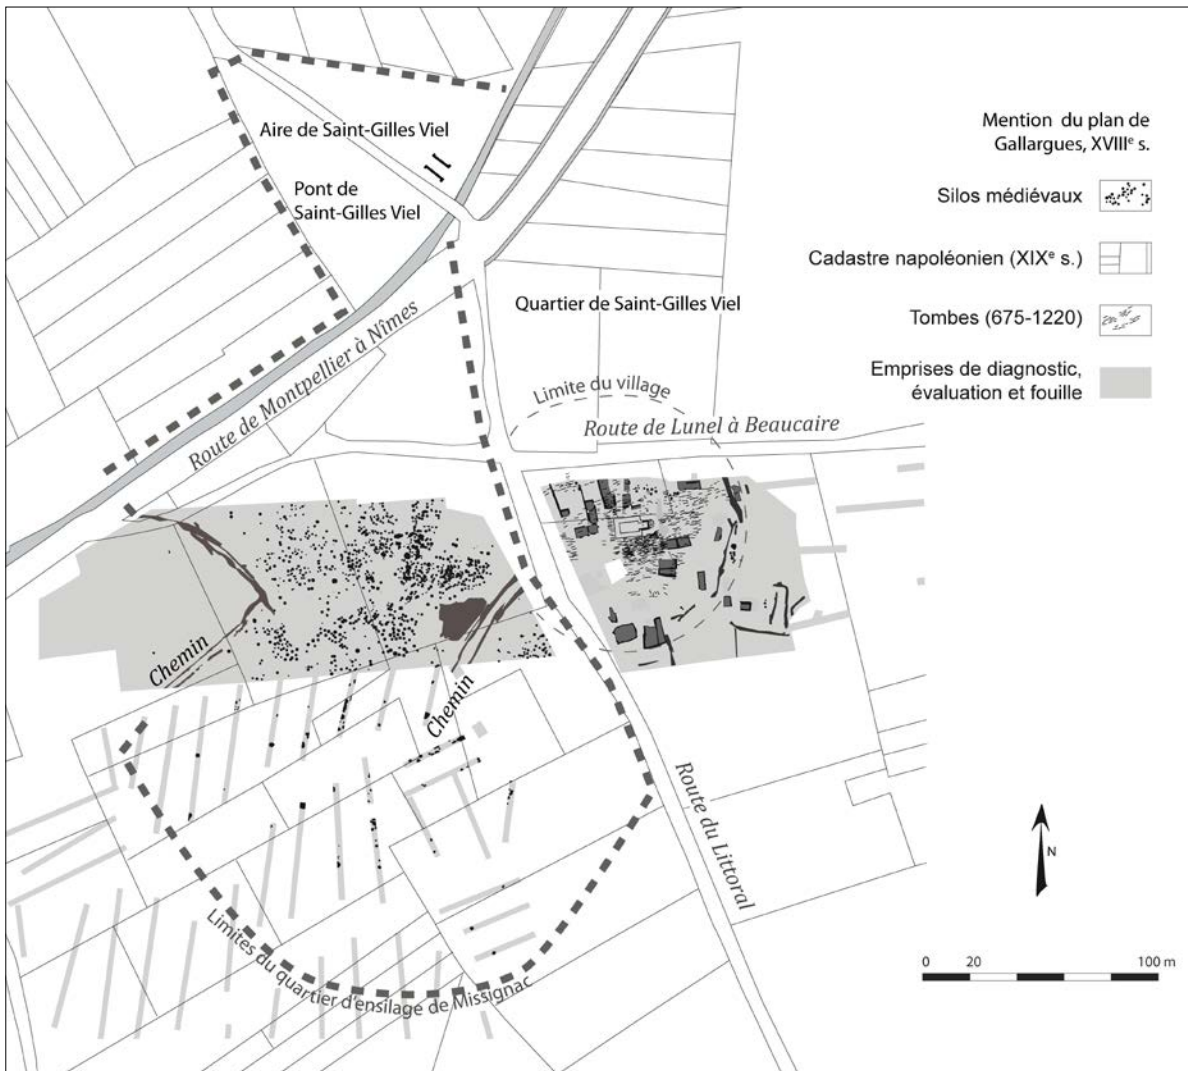 Aire de Saint-Gilles Viel
Pont de
Saint-Gilles Viel
Route de Montpellier à Nîmes
Quartier de Saint-Gilles Viel
Limite du village
Route de Lunel à Beaucaire
Chemin
Chemin
Route du Littoral
Limites du quartier d'ensilage de Missignac
Mention du plan de
Gallargues, XVIIIe s.
Silos médiévaux
Cadastre napoléonien (XIXe s.)
Tombes (675-1220)
Emprises de diagnostic,
évaluation et fouille
N
0 20 100 m